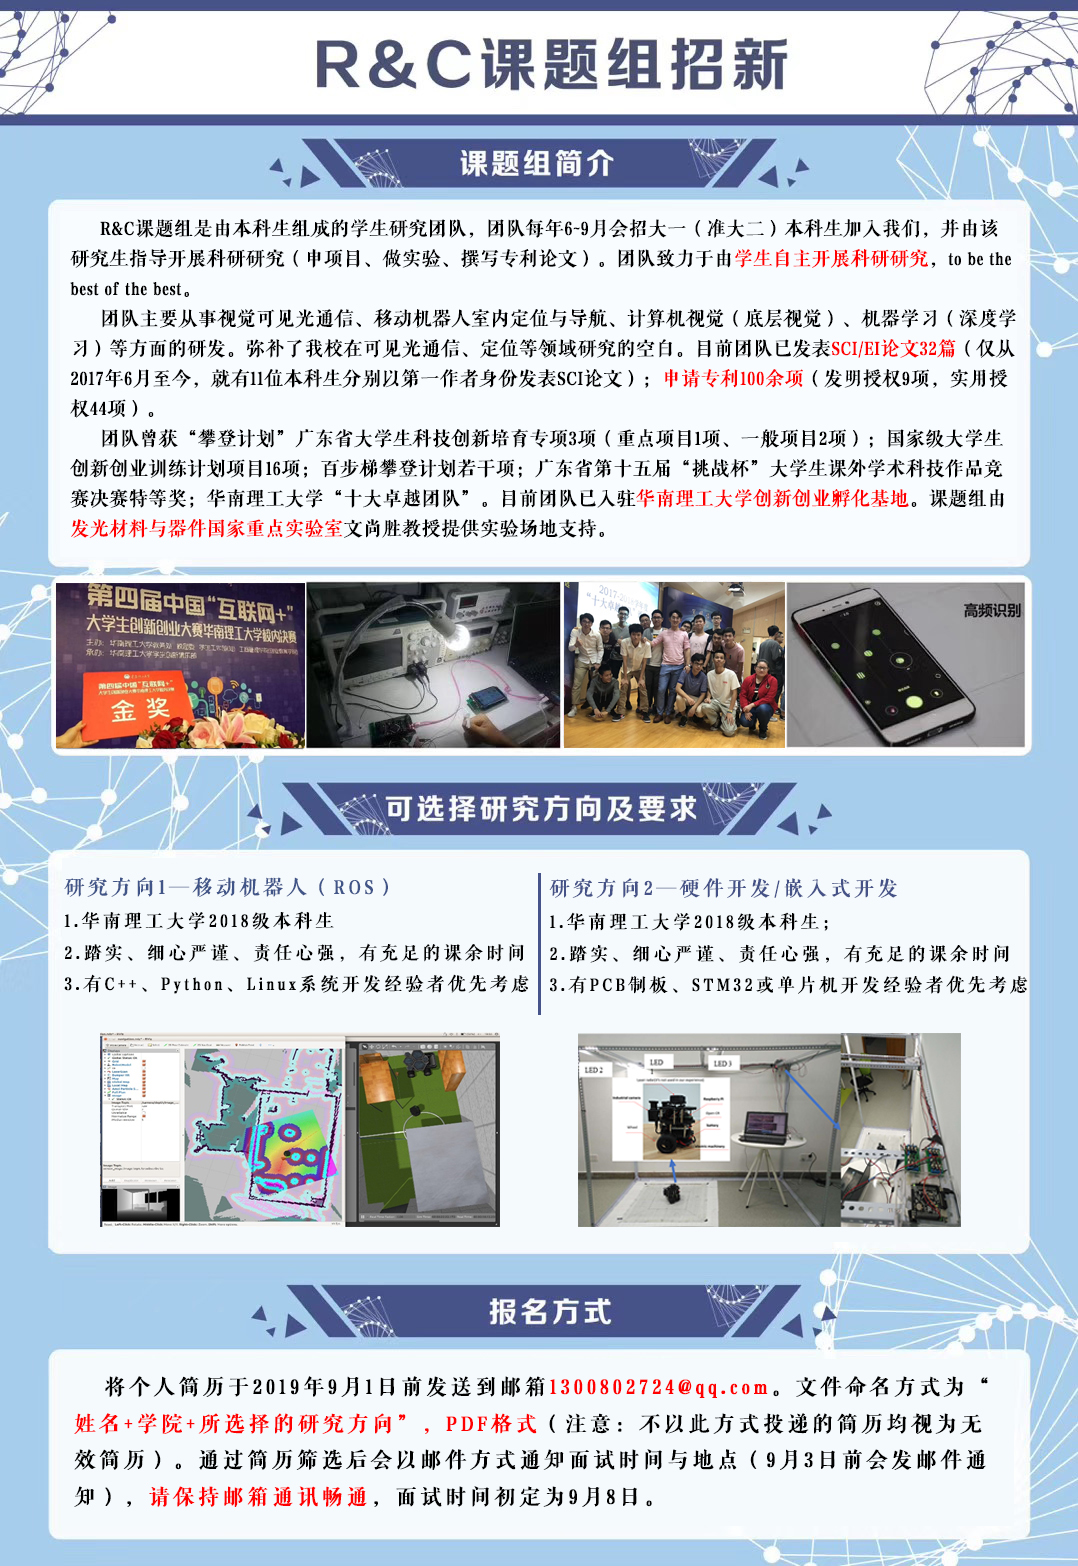 R&C课题组招新
课题组简介
R&C课题组是由本科生组成的学生研究团队，团队每年6-9月会招大一（准大二）本科生加入我们，并由该
研究生指导开展科研研究（申项目、做实验、撰写专利论文）。团队致力于由学生自主开展科研研究，to be the
best of the best。
团队主要从事视觉可见光通信、移动机器人室内定位与导航、计算机视觉（底层视觉）、机器学习（深度学
习）等方面的研发。弥补了我校在可见光通信、定位等领域研究的空白。目前团队已发表SCI/EI论文32篇（仅从
2017年6月至今，就有11位本科生分别以第一作者身份发表SCI论文）；申请专利100余项（发明授权9项，实用授
权44项）。
团队曾获“攀登计划”广东省大学生科技创新培育专项3项（重点项目1项、一般项目2项）；国家级大学生
创新创业训练计划项目16项；百步梯攀登计划若干项；广东省第十五届“挑战杯”大学生课外学术科技作品竞
赛决赛特等奖；华南理工大学“十大卓越团队”。目前团队已入驻华南理工大学创新创业孵化基地。课题组由
发光材料与器件国家重点实验室文尚胜教授提供实验场地支持。
第四届中国“互联网+”
大学生创新创业大赛华南理工大学校内决赛
第四届中国“互联网+”
金奖
2017-20
“十大卓越
高频识别
可选择研究方向及要求
研究方向1—移动机器人（ROS）
1.华南理工大学2018级本科生
2.踏实、细心严谨、责任心强，有充足的课余时间
3.有C++、Python、Linux系统开发经验者优先考虑
研究方向2—硬件开发/嵌入式开发
1.华南理工大学2018级本科生；
2.踏实、细心严谨、责任心强，有充足的课余时间
3.有PCB制板、STM32或单片机开发经验者优先考虑
LED 2
LED
LED 3
Industrial camera
Raspberry Pi
Wheel
battery
报名方式
将个人简历于2019年9月1日前发送到邮箱1300802724@qq.com。文件命名方式为“
姓名+学院+所选择的研究方向”，PDF格式（注意：不以此方式投递的简历均视为无
效简历）。通过简历筛选后会以邮件方式通知面试时间与地点（9月3日前会发邮件通
知），请保持邮箱通讯畅通，面试时间初定为9月8日。